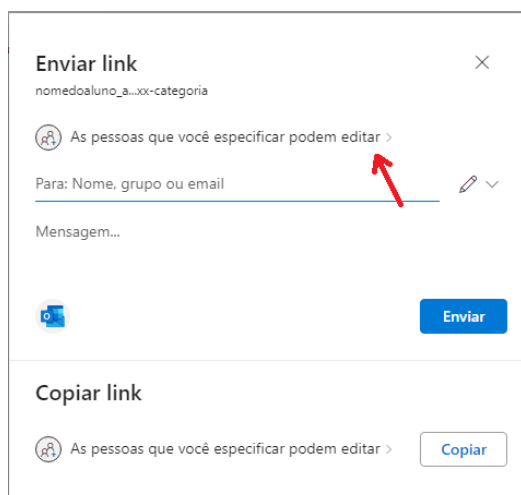 Enviar link
nomedoaluno_a...xx-categoria
As pessoas que você especificar podem editar >
Para: Nome, grupo ou email
Mensagem...
Enviar
Copiar link
As pessoas que você especificar podem editar >
Copiar